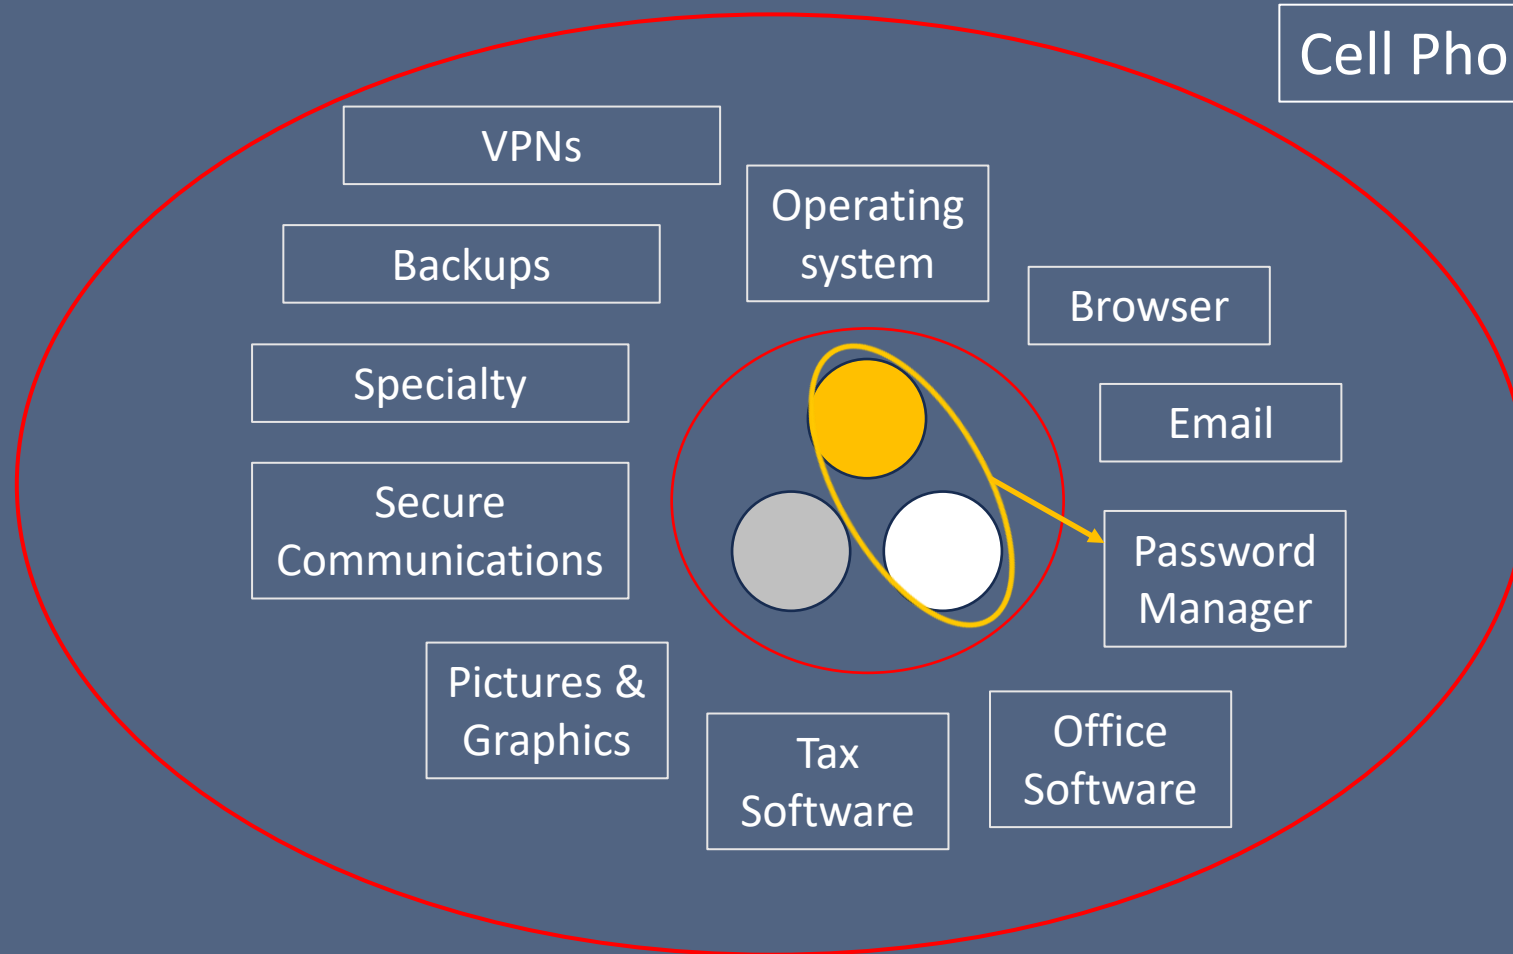 Cell Pho
VPNs
Operating
system
Backups
Browser
Specialty
Email
Secure
Communications
Password
Manager
Pictures &
Graphics
Tax
Software
Office
Software